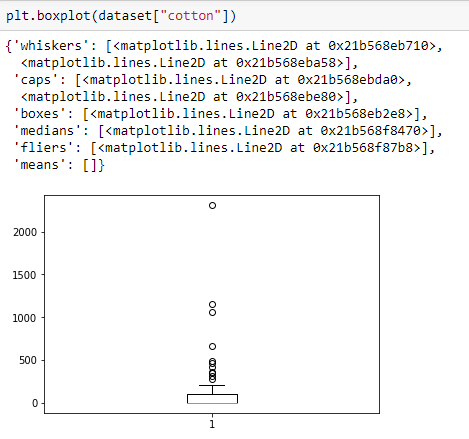 plt.boxplot(dataset["cotton"])
{'whiskers': [<matplotlib.lines.Line2D at 0x21b568eb710>,
<matplotlib.lines.Line2D at 0x21b568eba58>],
'caps': [<matplotlib.lines.Line2D at 0x21b568ebda0>,
<matplotlib.lines.Line2D at 0x21b568ebe80>],
'boxes': [<matplotlib.lines.Line2D at 0x21b568eb2e8>],
'medians': [<matplotlib.lines.Line2D at 0x21b568f8470>],
'fliers': [<matplotlib.lines.Line2D at 0x21b568f87b8>],
'means': []}
2000
1500
1000
500
0
1